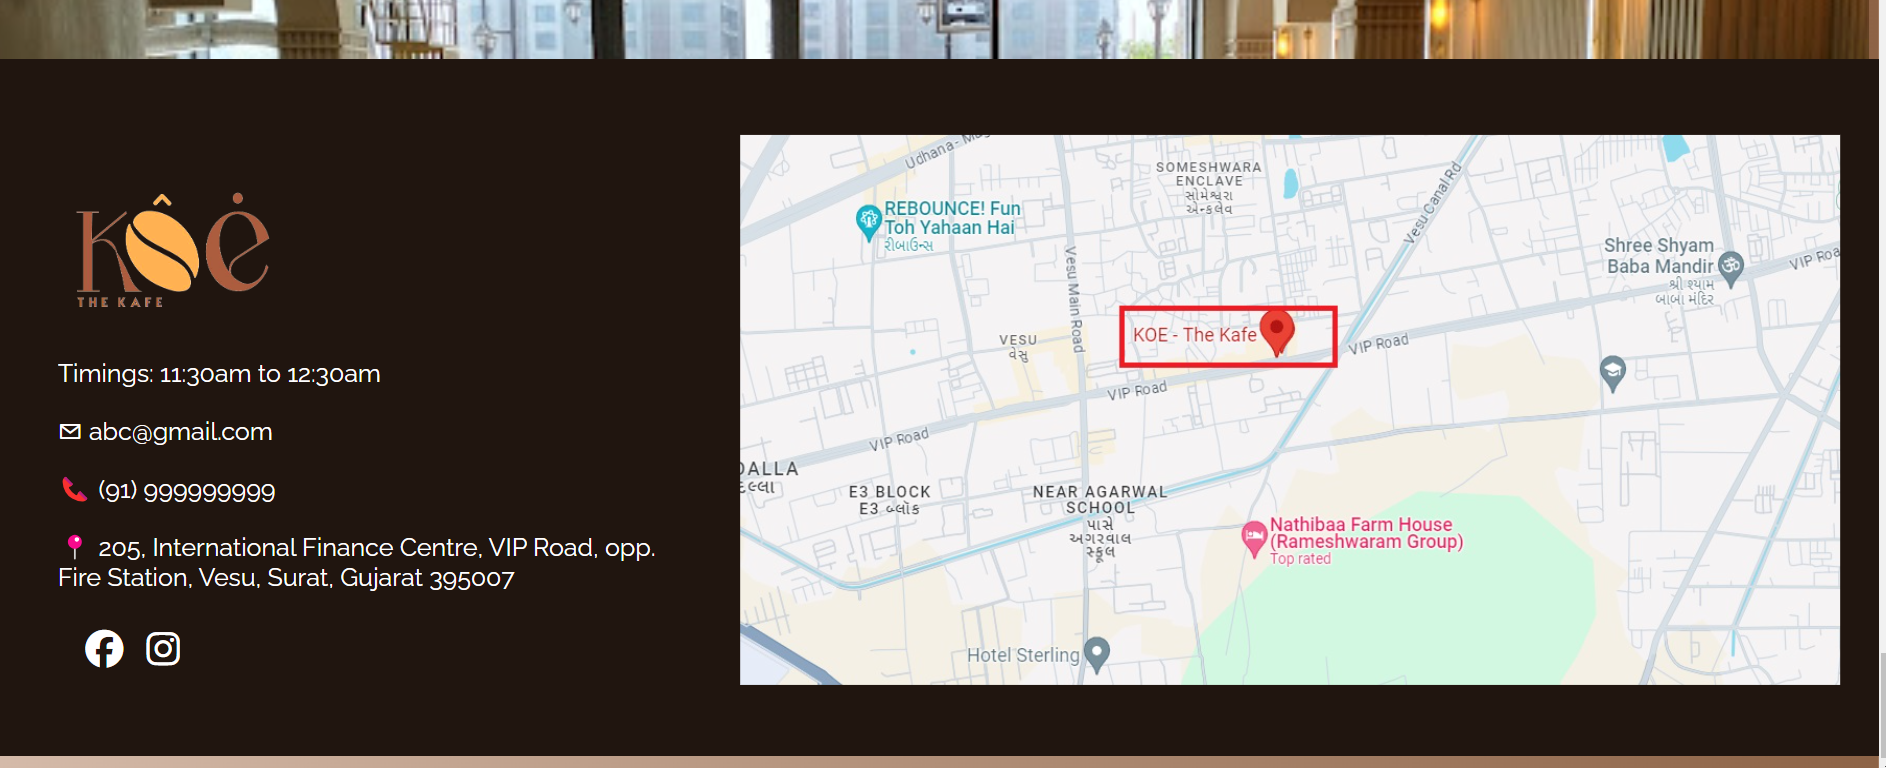 Kôė
THE KAFE
Timings: 11:30am to 12:30am
abc@gmail.com
(91) 999999999
205, International Finance Centre, VIP Road, opp.
Fire Station, Vesu, Surat, Gujarat 395007
Udhana-
SOMESHWARA
ENCLAVE
સોમેશ્વરા
એન્કલેવ
REBOUNCE! Fun
Toh Yahaan Hai
રીબાઉન્સ
Vesu Canal Rd
Shree Shyam
Baba Mandir
શ્રી શ્યામ
બાબા મંદિર
VIP Roa
Vesu Main Road
KOE - The Kafe
VESU
વેસુ
VIP Road
VIP Road
VIP Road
DALLA
E3 BLOCK
E3 બ્લોક
NEAR AGARWAL
SCHOOL
પાસે
અગરવાલ
સ્કૂલ
Nathibaa Farm House
(Rameshwaram Group)
Top rated
Hotel Sterling